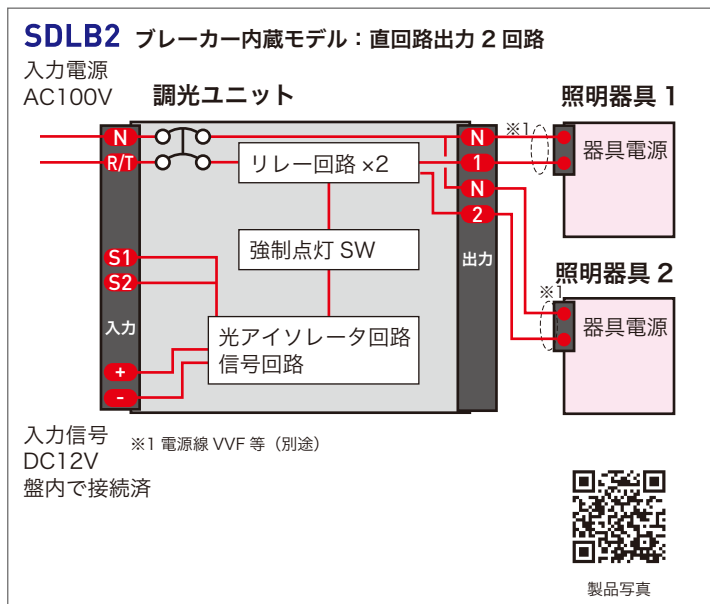 SDLB2 ブレーカー内蔵モデル：直回路出力 2 回路
入力電源
AC100V
調光ユニット
照明器具 1
N
R/T
リレー回路 ×2
N
1
N
2
※1
器具電源
S1
S2
強制点灯 SW
出力
照明器具 2
※1
器具電源
入力
光アイソレータ回路
信号回路
+
-
入力信号
DC12V
盤内で接続済
※1 電源線 VVF 等（別途）
製品写真